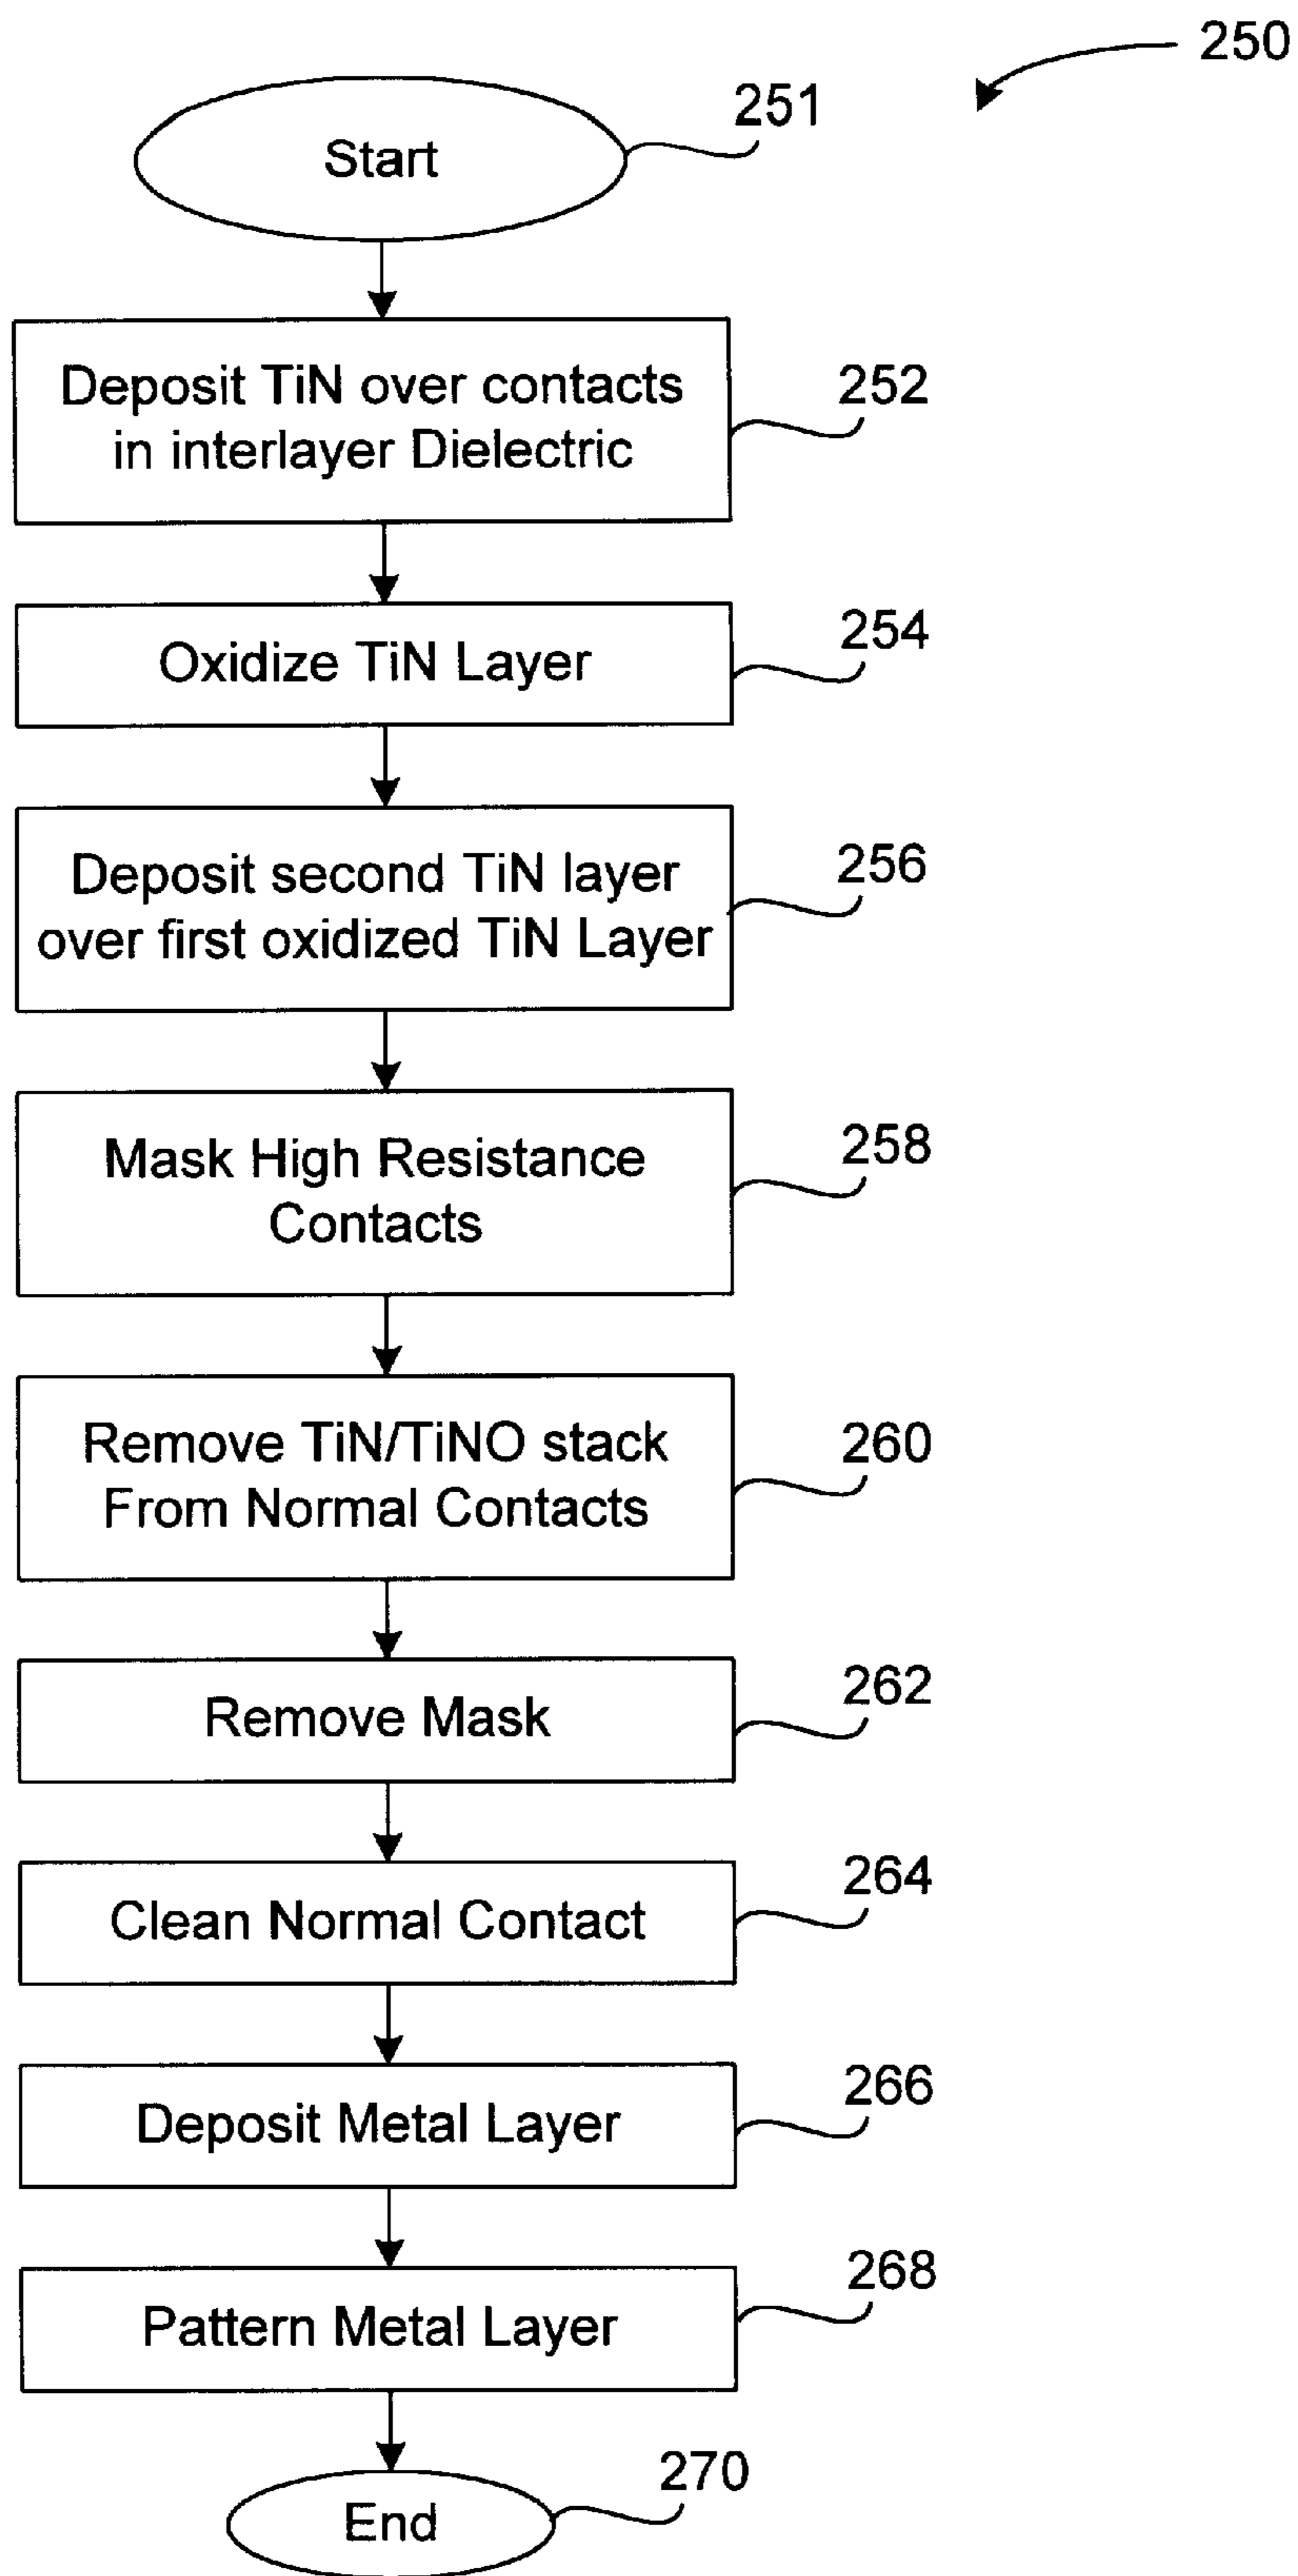 250
Start
251
Deposit TiN over contacts
in interlayer Dielectric
252
Oxidize TiN Layer
254
Deposit second TiN layer
over first oxidized TiN Layer
256
Mask High Resistance
Contacts
258
Remove TiN/TiNO stack
From Normal Contacts
260
Remove Mask
262
Clean Normal Contact
264
Deposit Metal Layer
266
Pattern Metal Layer
268
End
270